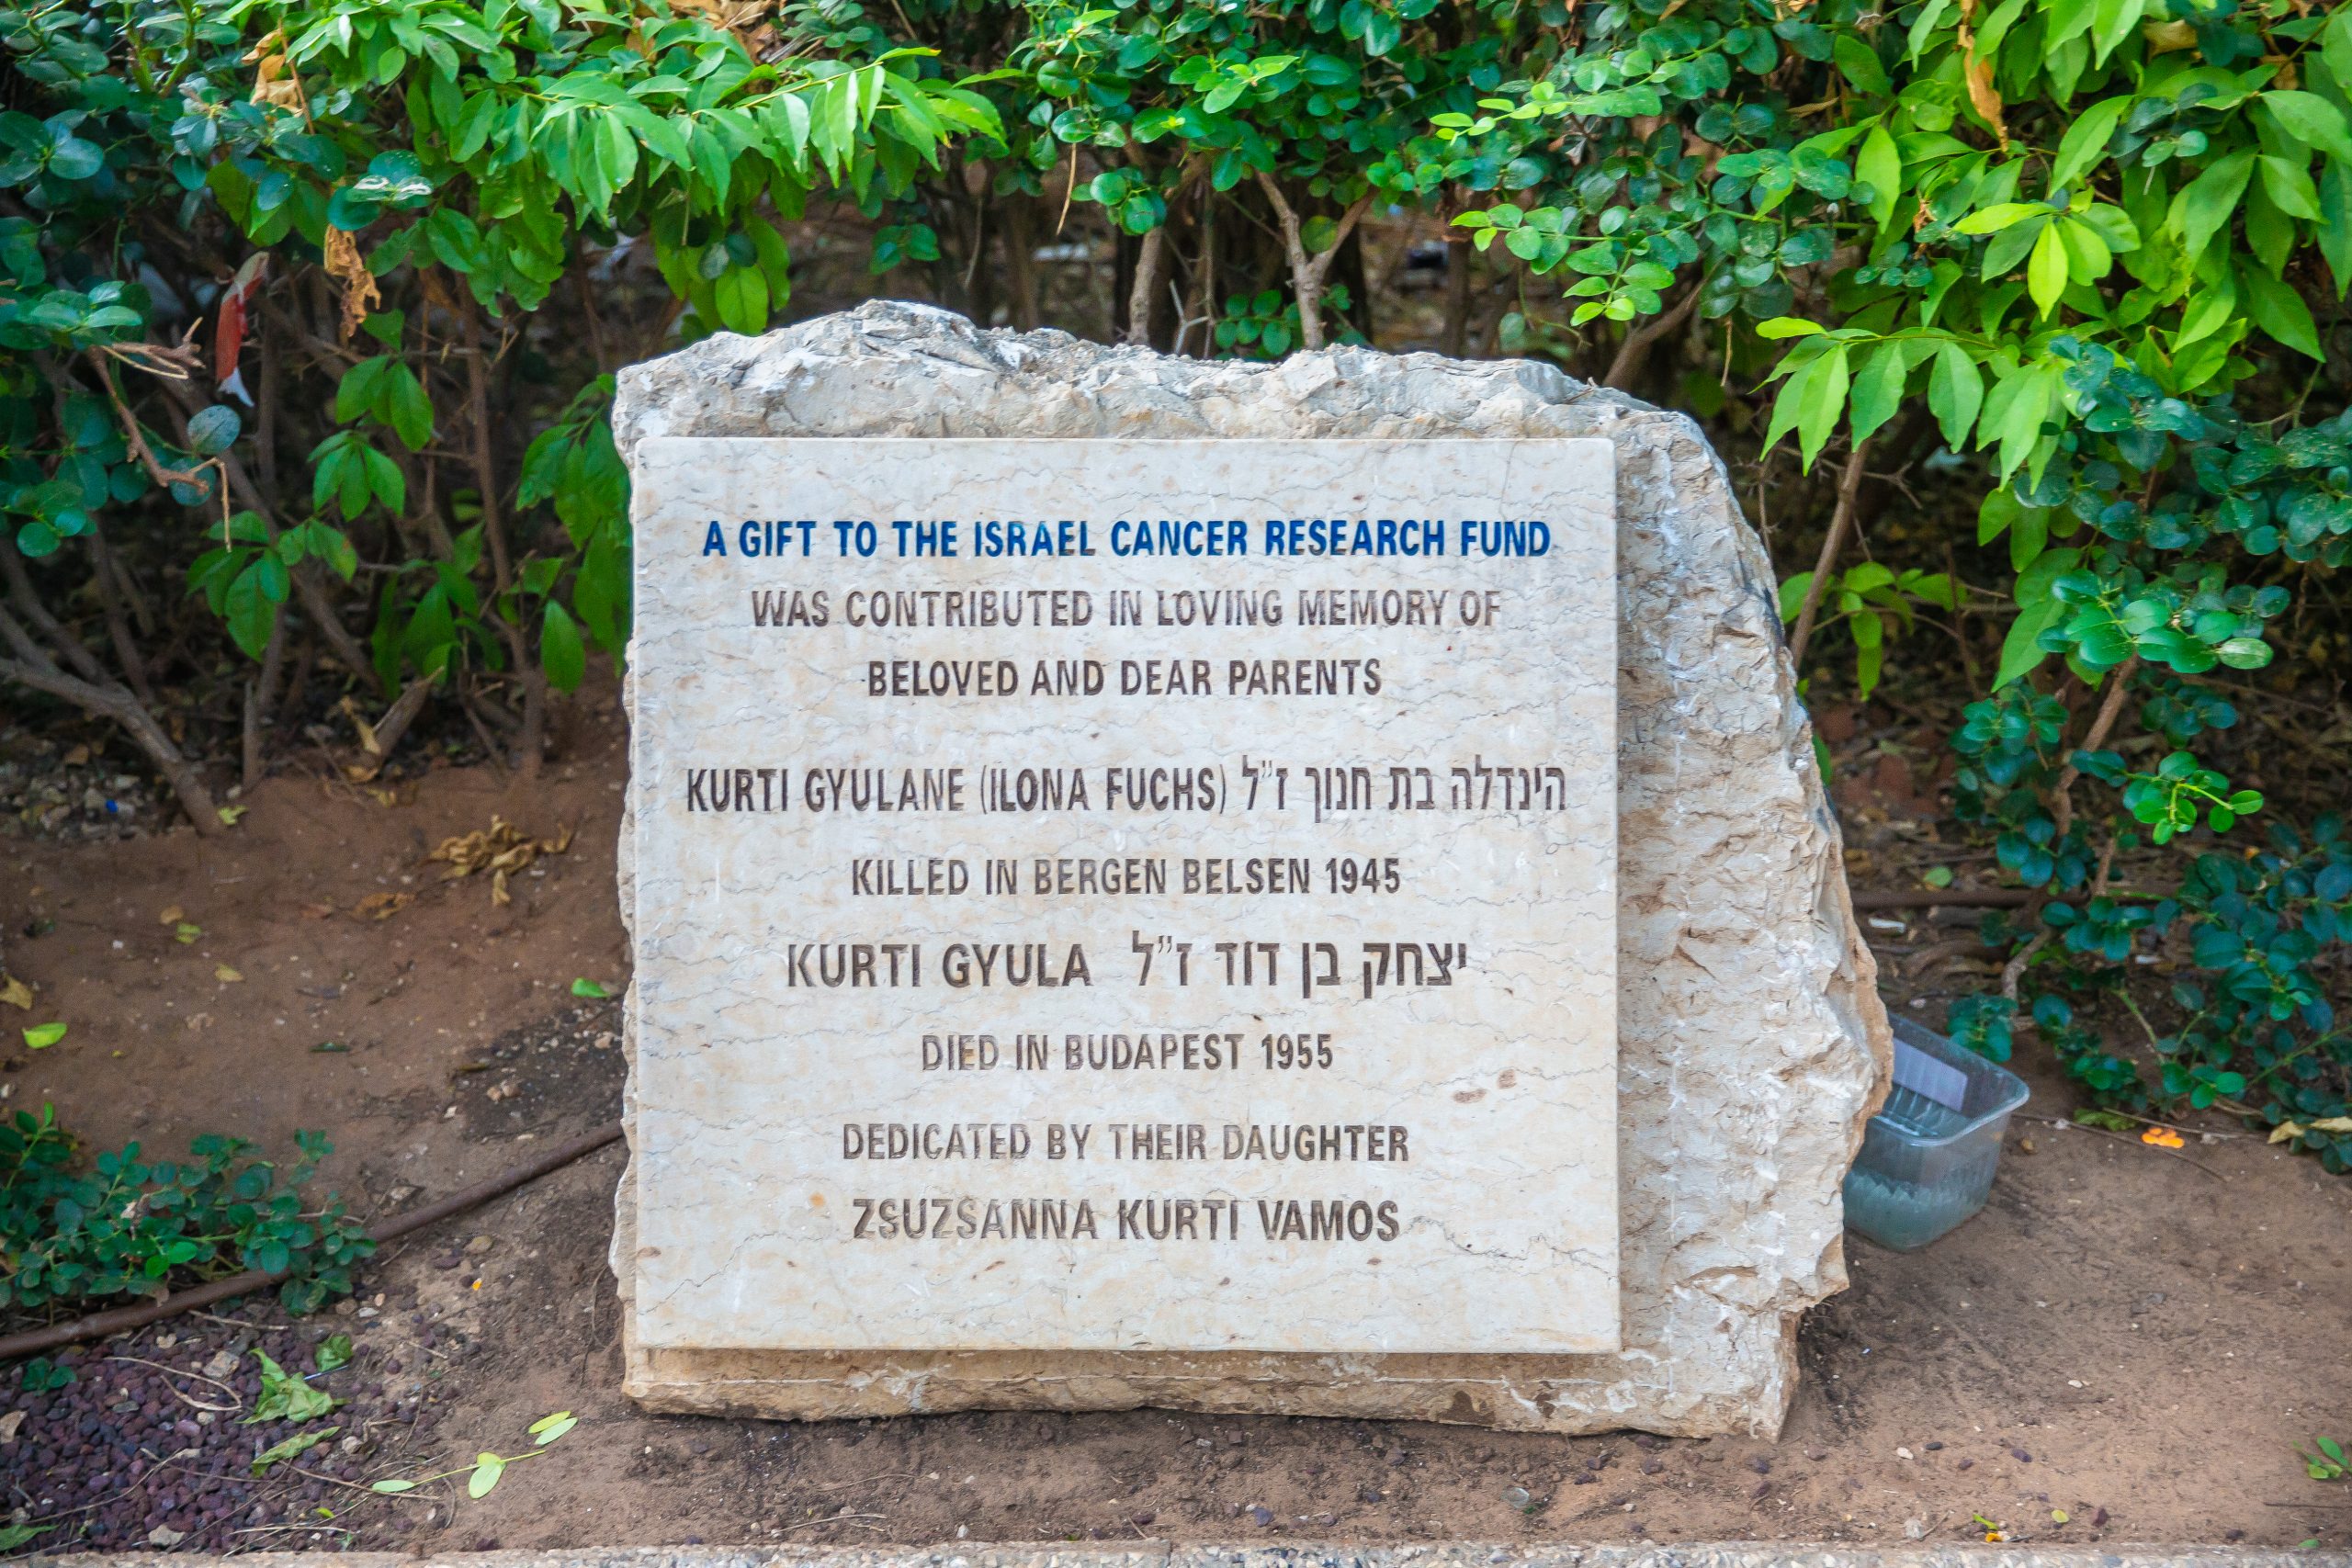 A GIFT TO THE ISRAEL CANCER RESEARCH FUND
WAS CONTRIBUTED IN LOVING MEMORY OF
BELOVED AND DEAR PARENTS
KURTI GYULANE (ILONA FUCHS) הינדלה בת חנוך ז"ל
KILLED IN BERGEN BELSEN 1945
KURTI GYULA יצחק בן דוד ז"ל
DIED IN BUDAPEST 1955
DEDICATED BY THEIR DAUGHTER
ZSUZSANNA KURTI VAMOS